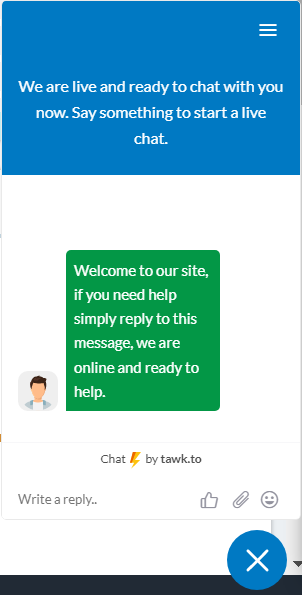 We are live and ready to chat with you
now. Say something to start a live
chat.
Welcome to our site,
if you need help
simply reply to this
message, we are
online and ready to
help.
Chat by tawk.to
Write a reply..